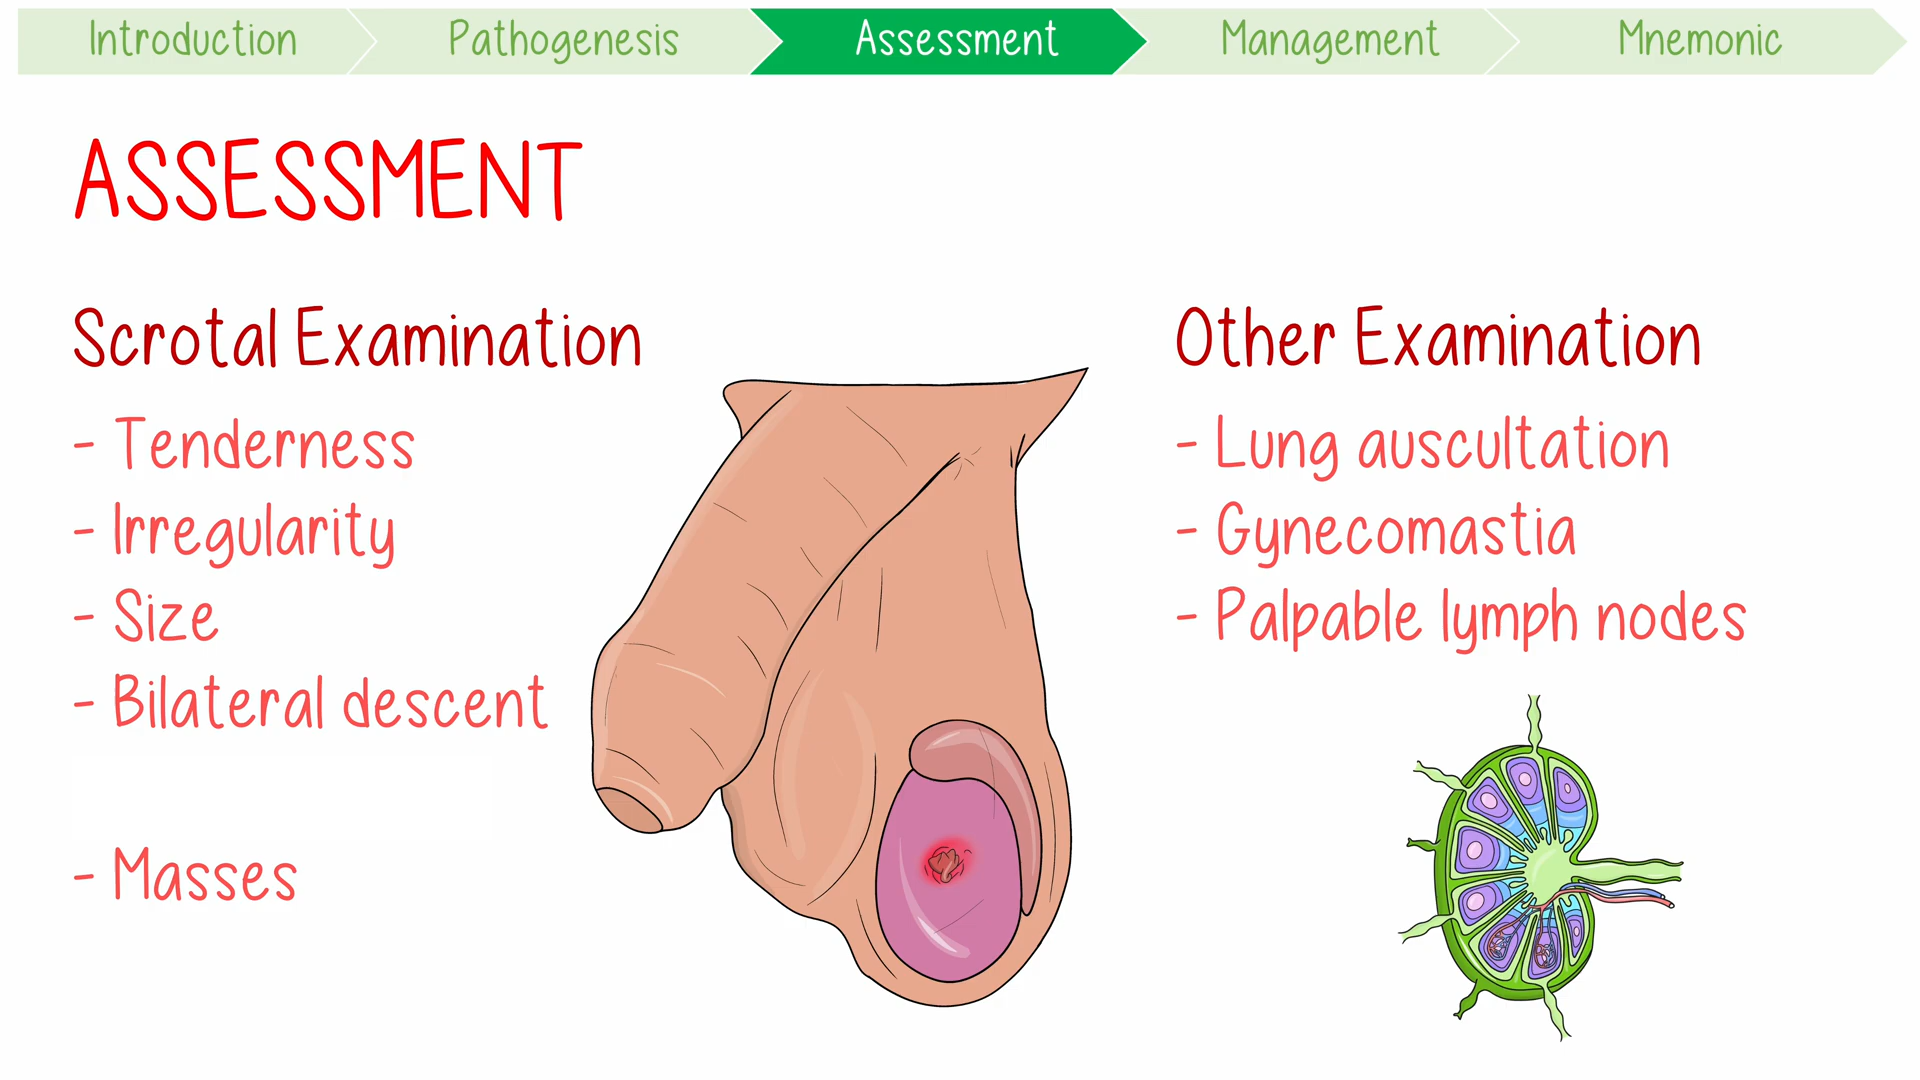 Introduction
Pathogenesis
Assessment
Management
Mnemonic
ASSESSMENT
Scrotal Examination
- Tenderness
- Irregularity
- Size
- Bilateral descent
- Masses
Other Examination
- Lung auscultation
- Gynecomastia
- Palpable lymph nodes